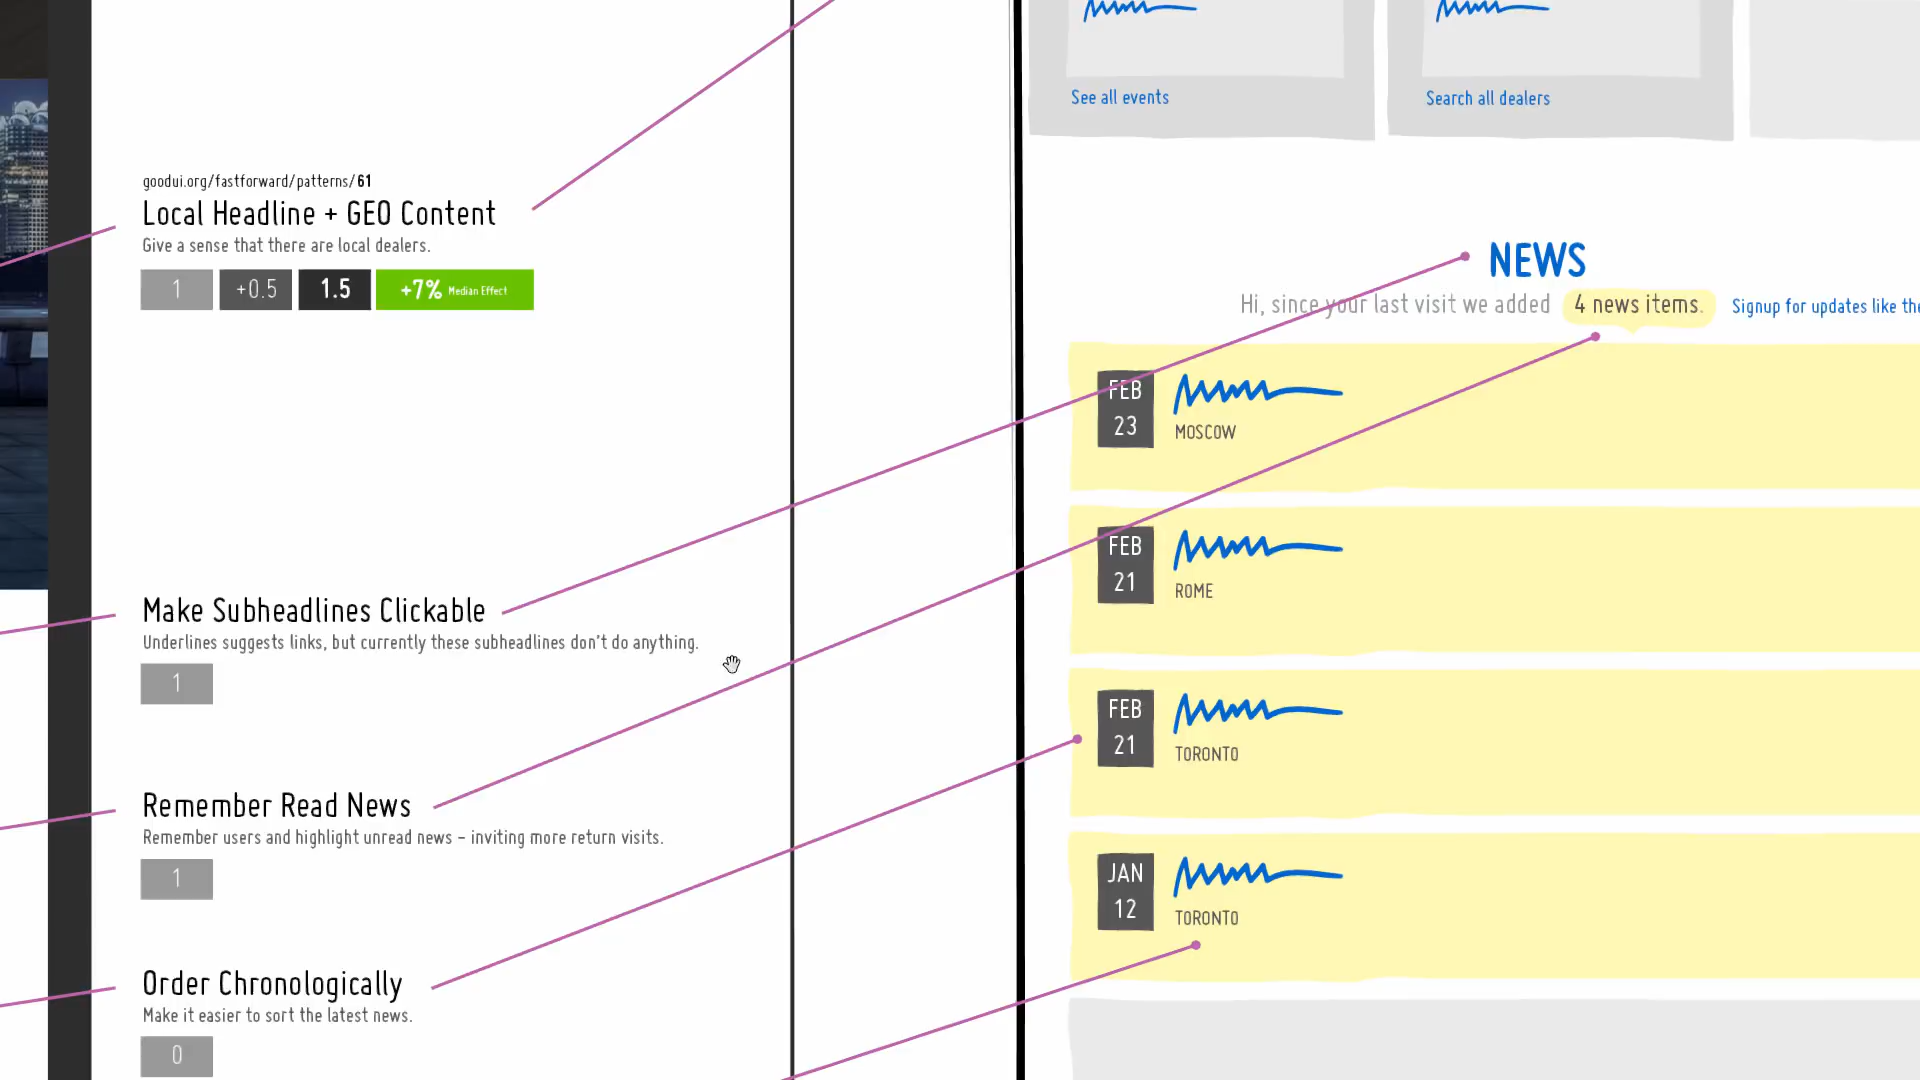 goodui.org/fastforward/patterns/61
Local Headline + GEO Content
Give a sense that there are local dealers.
1
+0.5
1.5
+7% Median Effect
Make Subheadlines Clickable
Underlines suggests links, but currently these subheadlines don't do anything.
1
Remember Read News
Remember users and highlight unread news – inviting more return visits.
1
Order Chronologically
Make it easier to sort the latest news.
0
See all events
Search all dealers
NEWS
Hi, since your last visit we added 4 news items. Signup for updates like
FEB
23
MOSCOW
FEB
21
ROME
FEB
21
TORONTO
JAN
12
TORONTO